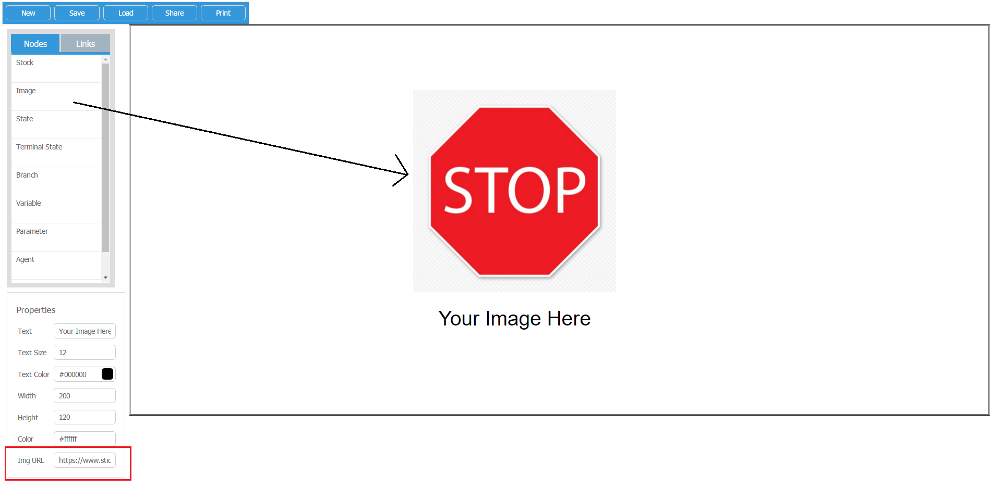 New Save Load Share Print
Nodes Links
Stock
Image
State
Terminal State
Branch
Variable
Parameter
Agent
STOP
Your Image Here
Properties
Text Your Image Here
Text Size 12
Text Color #000000
Width 200
Height 120
Color #ffffff
Img URL https://www.stic